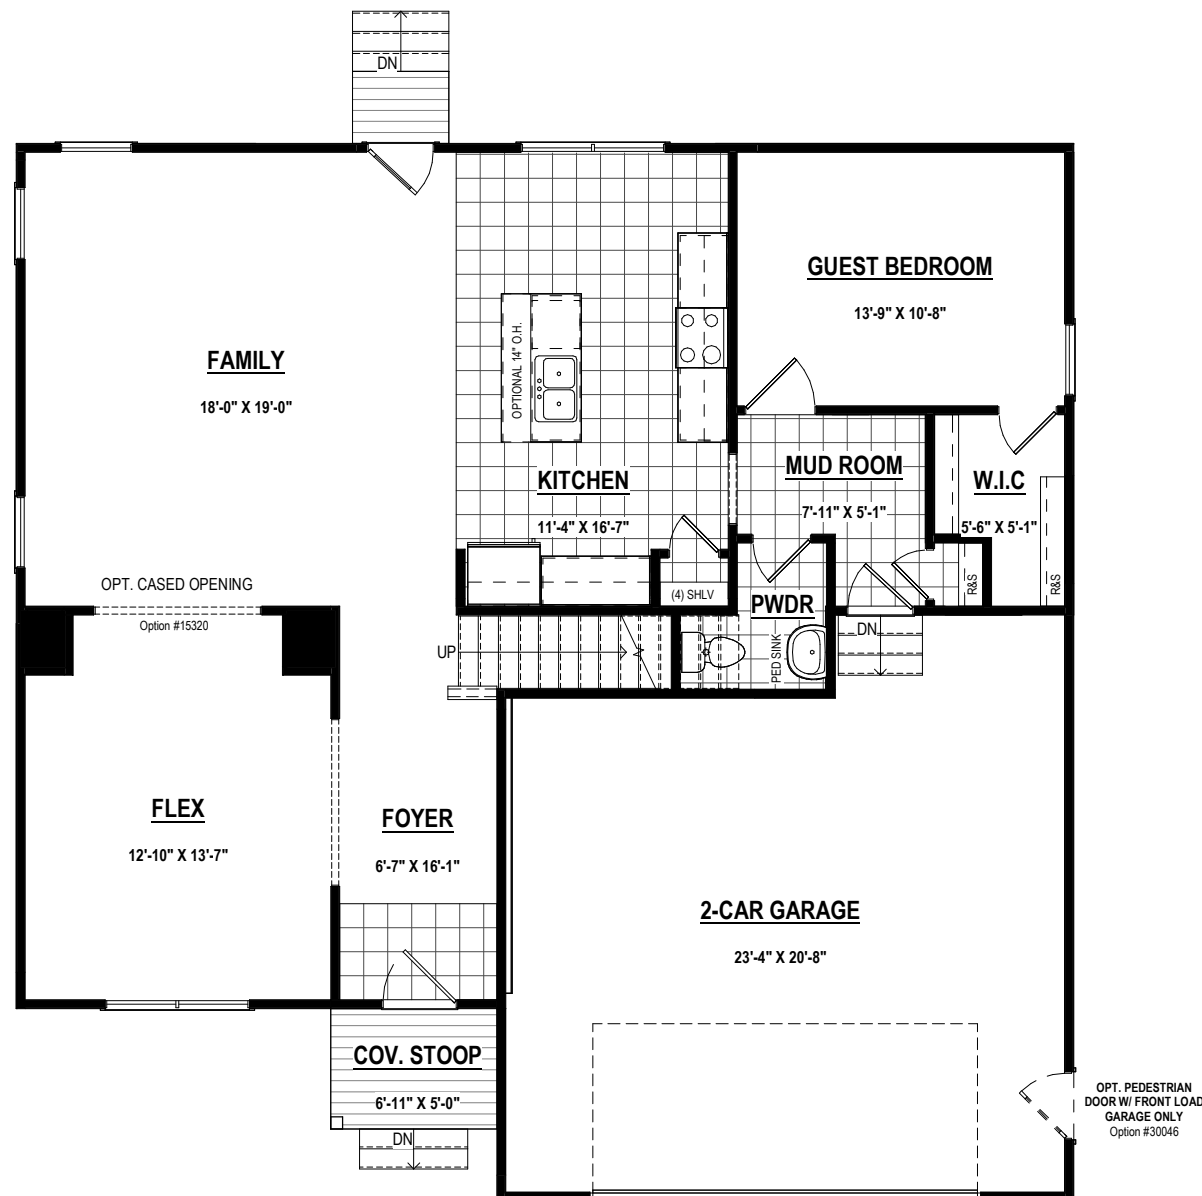 DN
GUEST BEDROOM
13'-9" X 10'-8"
FAMILY
18'-0" X 19'-0"
OPTIONAL 14" O.H.
KITCHEN
11'-4" X 16'-7"
MUD ROOM
7'-11" X 5'-1"
W.I.C
5'-6" X 5'-1"
R&S
R&S
(4) SHLV
PWDR
PED SINK
DN
OPT. CASED OPENING
Option #15320
UP
FLEX
12'-10" X 13'-7"
FOYER
6'-7" X 16'-1"
2-CAR GARAGE
23'-4" X 20'-8"
COV. STOOP
6'-11" X 5'-0"
DN
OPT. PEDESTRIAN
DOOR W/ FRONT LOAD
GARAGE ONLY
Option #30046